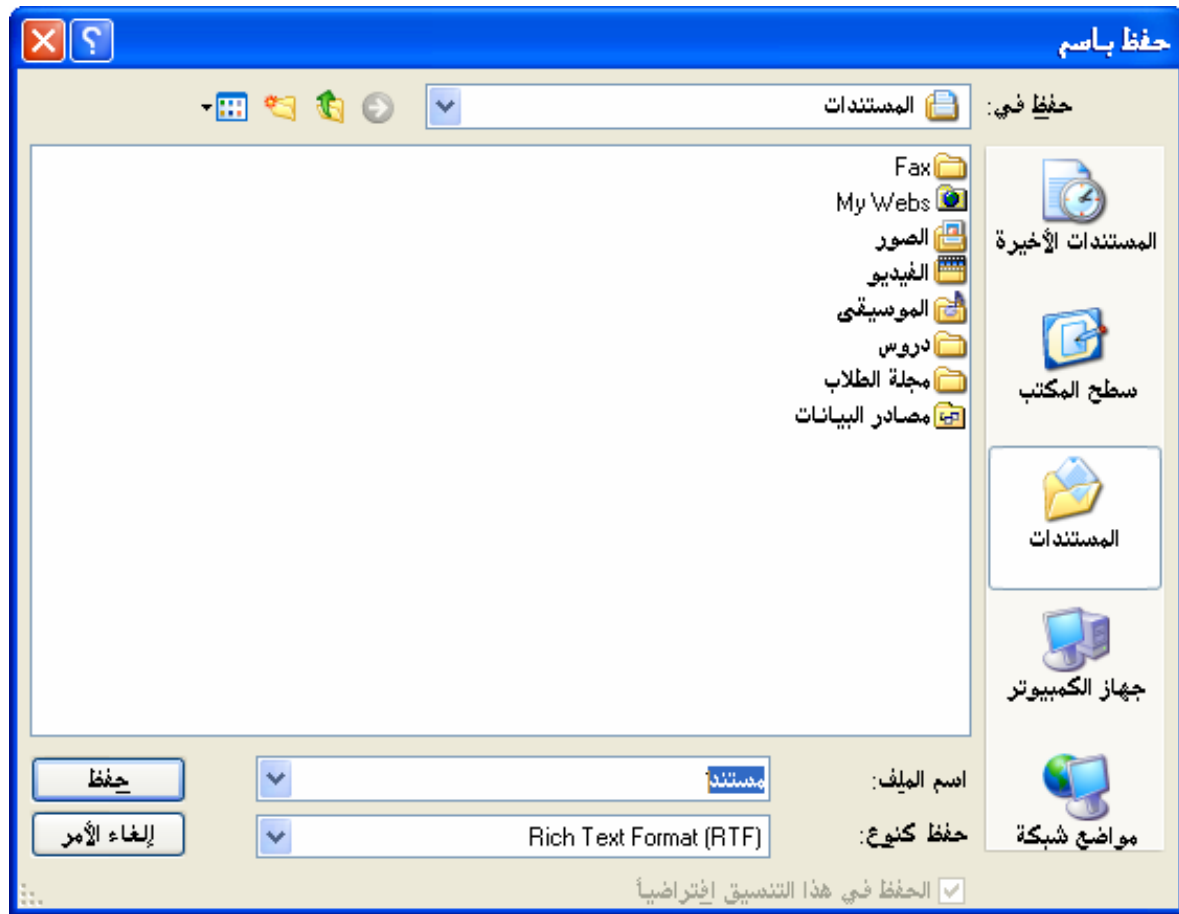 حفظ باسم
حفظ في:
المستندات
المستندات الأخيرة
سطح المكتب
المستندات
جهاز الكمبيوتر
مواضع شبكة
Fax
My Webs
الصور
الفيديو
الموسيقى
دروس
مجلة الطلاب
مصادر البيانات
اسم الملف:
مستند
حفظ
حفظ كنوع:
Rich Text Format (RTF)
إلغاء الأمر
الحفظ في هذا التنسيق افتراضياً